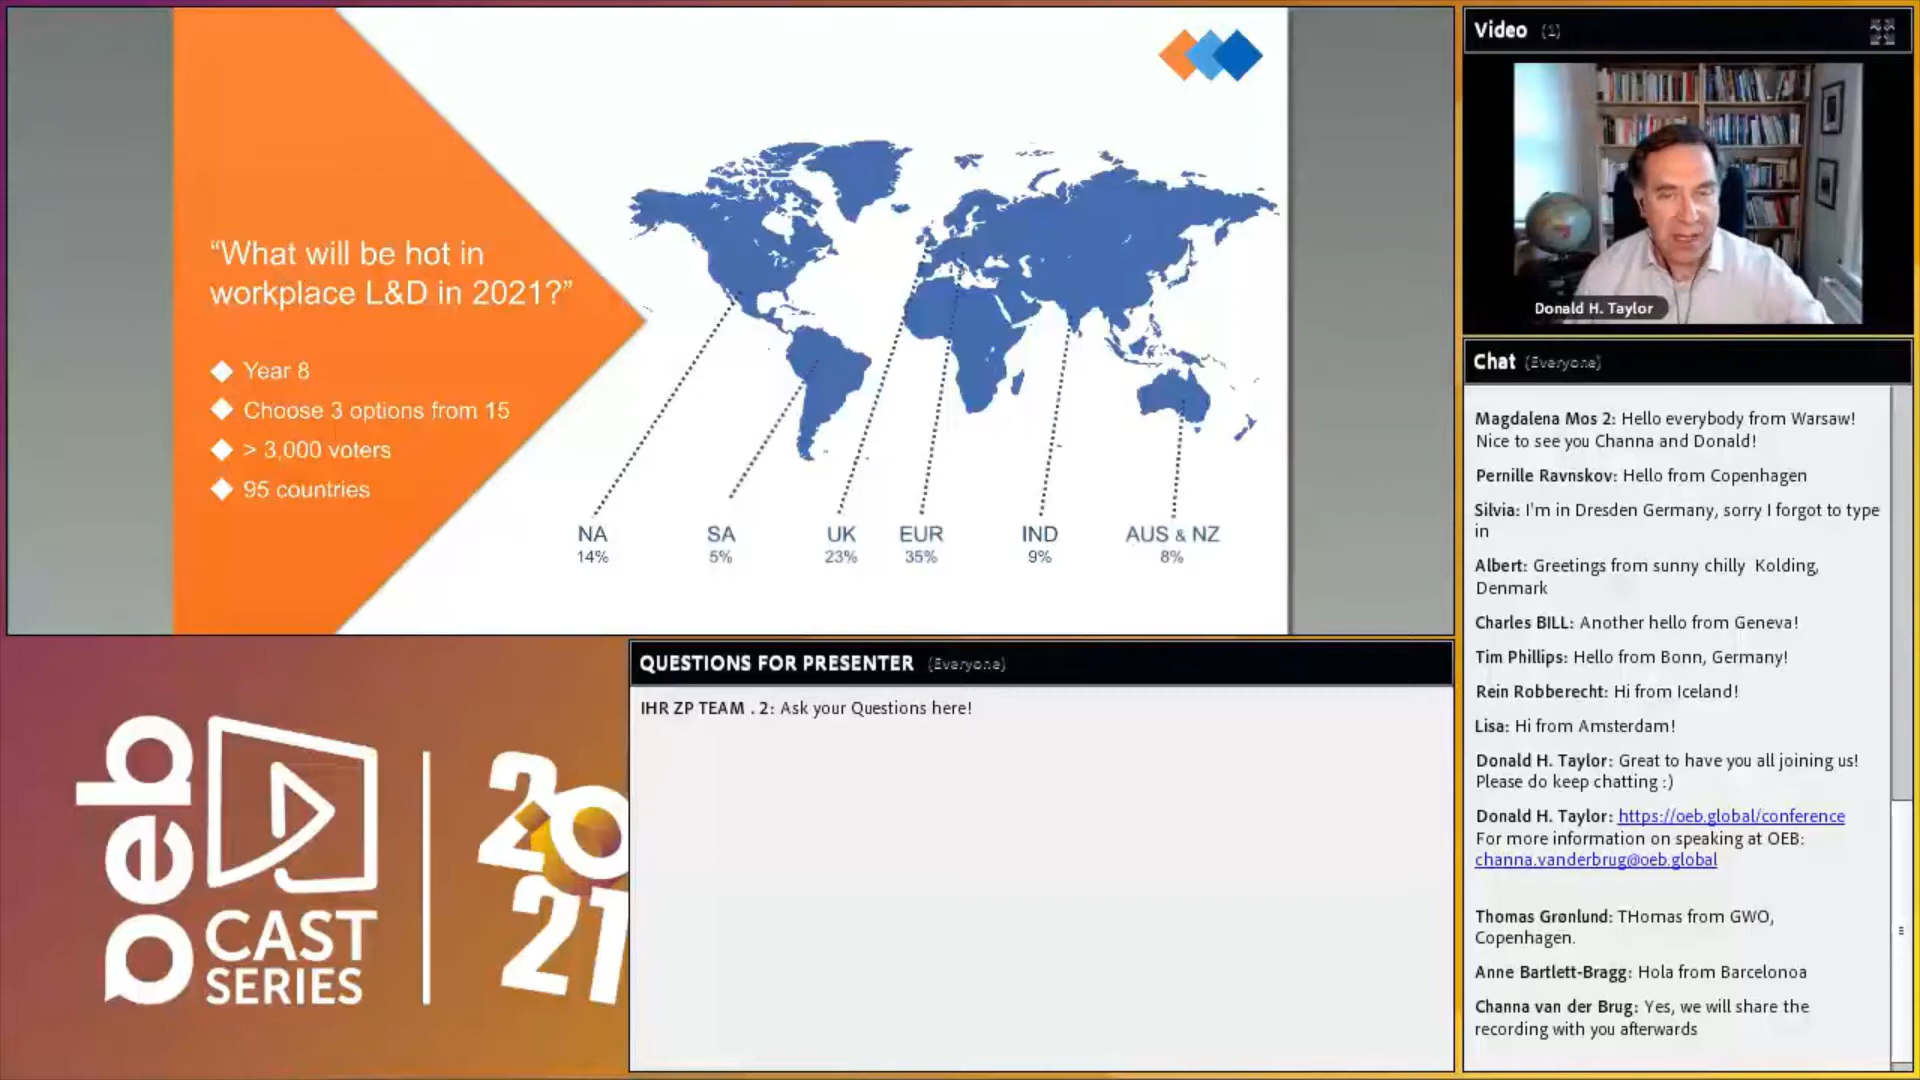 “What will be hot in
workplace L&D in 2021?”
Year 8
Choose 3 options from 15
> 3,000 voters
95 countries
NA
14%
SA
5%
UK
23%
EUR
35%
IND
9%
AUS & NZ
8%
Video (1)
Donald H. Taylor
Chat (Everyone)
Magdalena Mos 2: Hello everybody from Warsaw!
Nice to see you Channa and Donald!
Pernille Ravnskov: Hello from Copenhagen
Silvia: I'm in Dresden Germany, sorry I forgot to type
in
Albert: Greetings from sunny chilly Kolding,
Denmark
Charles BILL: Another hello from Geneva!
Tim Phillips: Hello from Bonn, Germany!
Rein Robberecht: Hi from Iceland!
Lisa: Hi from Amsterdam!
Donald H. Taylor: Great to have you all joining us!
Please do keep chatting :)
Donald H. Taylor: https://oeb.global/conference
For more information on speaking at OEB:
channa.vanderbrug@oeb.global
Thomas Grønlund: THomas from GWO,
Copenhagen.
Anne Bartlett-Bragg: Hola from Barcelonoa
Channa van der Brug: Yes, we will share the
recording with you afterwards
QUESTIONS FOR PRESENTER (Everyone)
IHR ZP TEAM . 2: Ask your Questions here!
oeb
CAST
SERIES
20
21